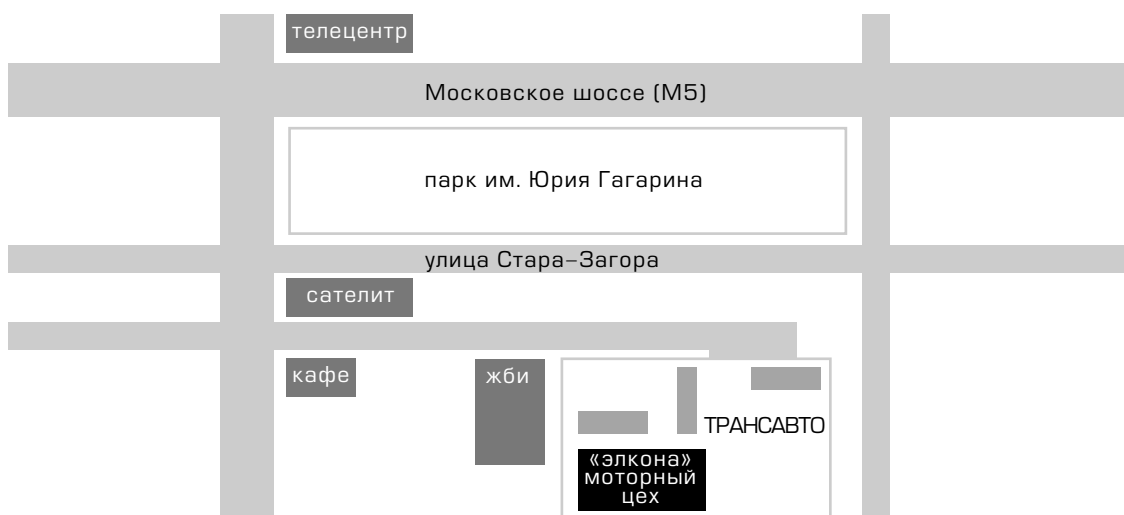 телецентр
Московское шоссе (М5)
парк им. Юрия Гагарина
улица Стара-Загора
сателит
кафе
жби
ТРАНСАВТО
«элкона»
моторный
цех